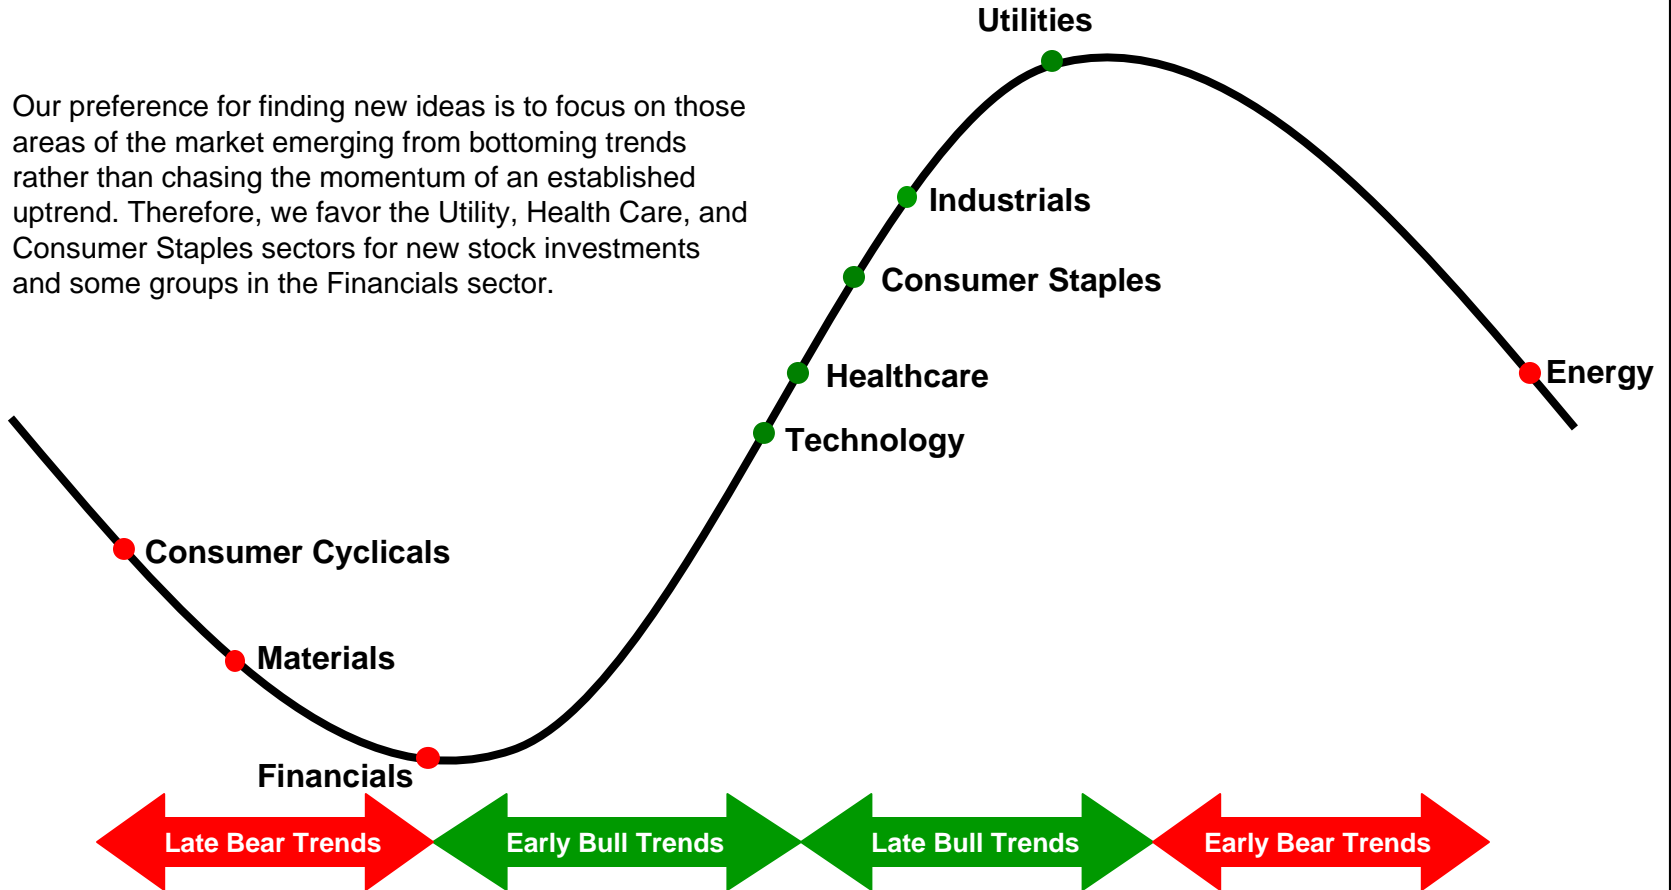 Utilities
Our preference for finding new ideas is to focus on those
areas of the market emerging from bottoming trends
rather than chasing the momentum of an established
uptrend. Therefore, we favor the Utility, Health Care, and
Consumer Staples sectors for new stock investments
and some groups in the Financials sector.
Industrials
Consumer Staples
Healthcare
Energy
Technology
Consumer Cyclicals
Materials
Financials
Late Bear Trends
Early Bull Trends
Late Bull Trends
Early Bear Trends